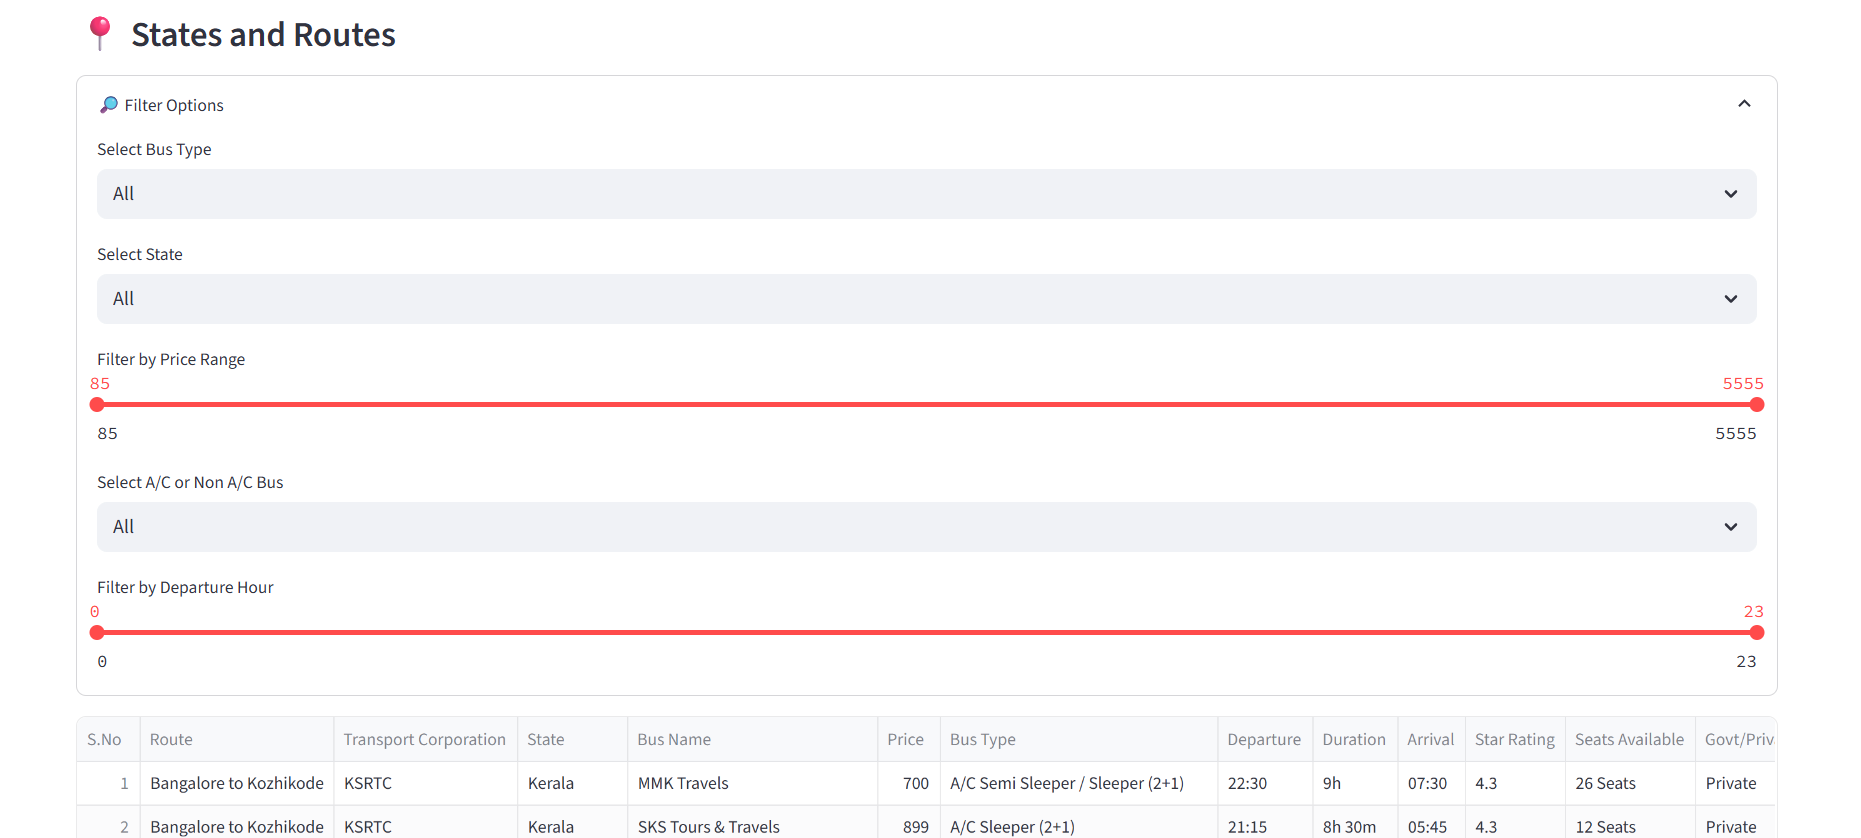 States and Routes
Filter Options
Select Bus Type
All
Select State
All
Filter by Price Range
85 5555
85 5555
Select A/C or Non A/C Bus
All
Filter by Departure Hour
0 23
0 23
S.No Route Transport Corporation State Bus Name Price Bus Type Departure Duration Arrival Star Rating Seats Available Govt/Priv
1 Bangalore to Kozhikode KSRTC Kerala MMK Travels 700 A/C Semi Sleeper / Sleeper (2+1) 22:30 9h 07:30 4.3 26 Seats Private
2 Bangalore to Kozhikode KSRTC Kerala SKS Tours & Travels 899 A/C Sleeper (2+1) 21:15 8h 30m 05:45 4.3 12 Seats Private